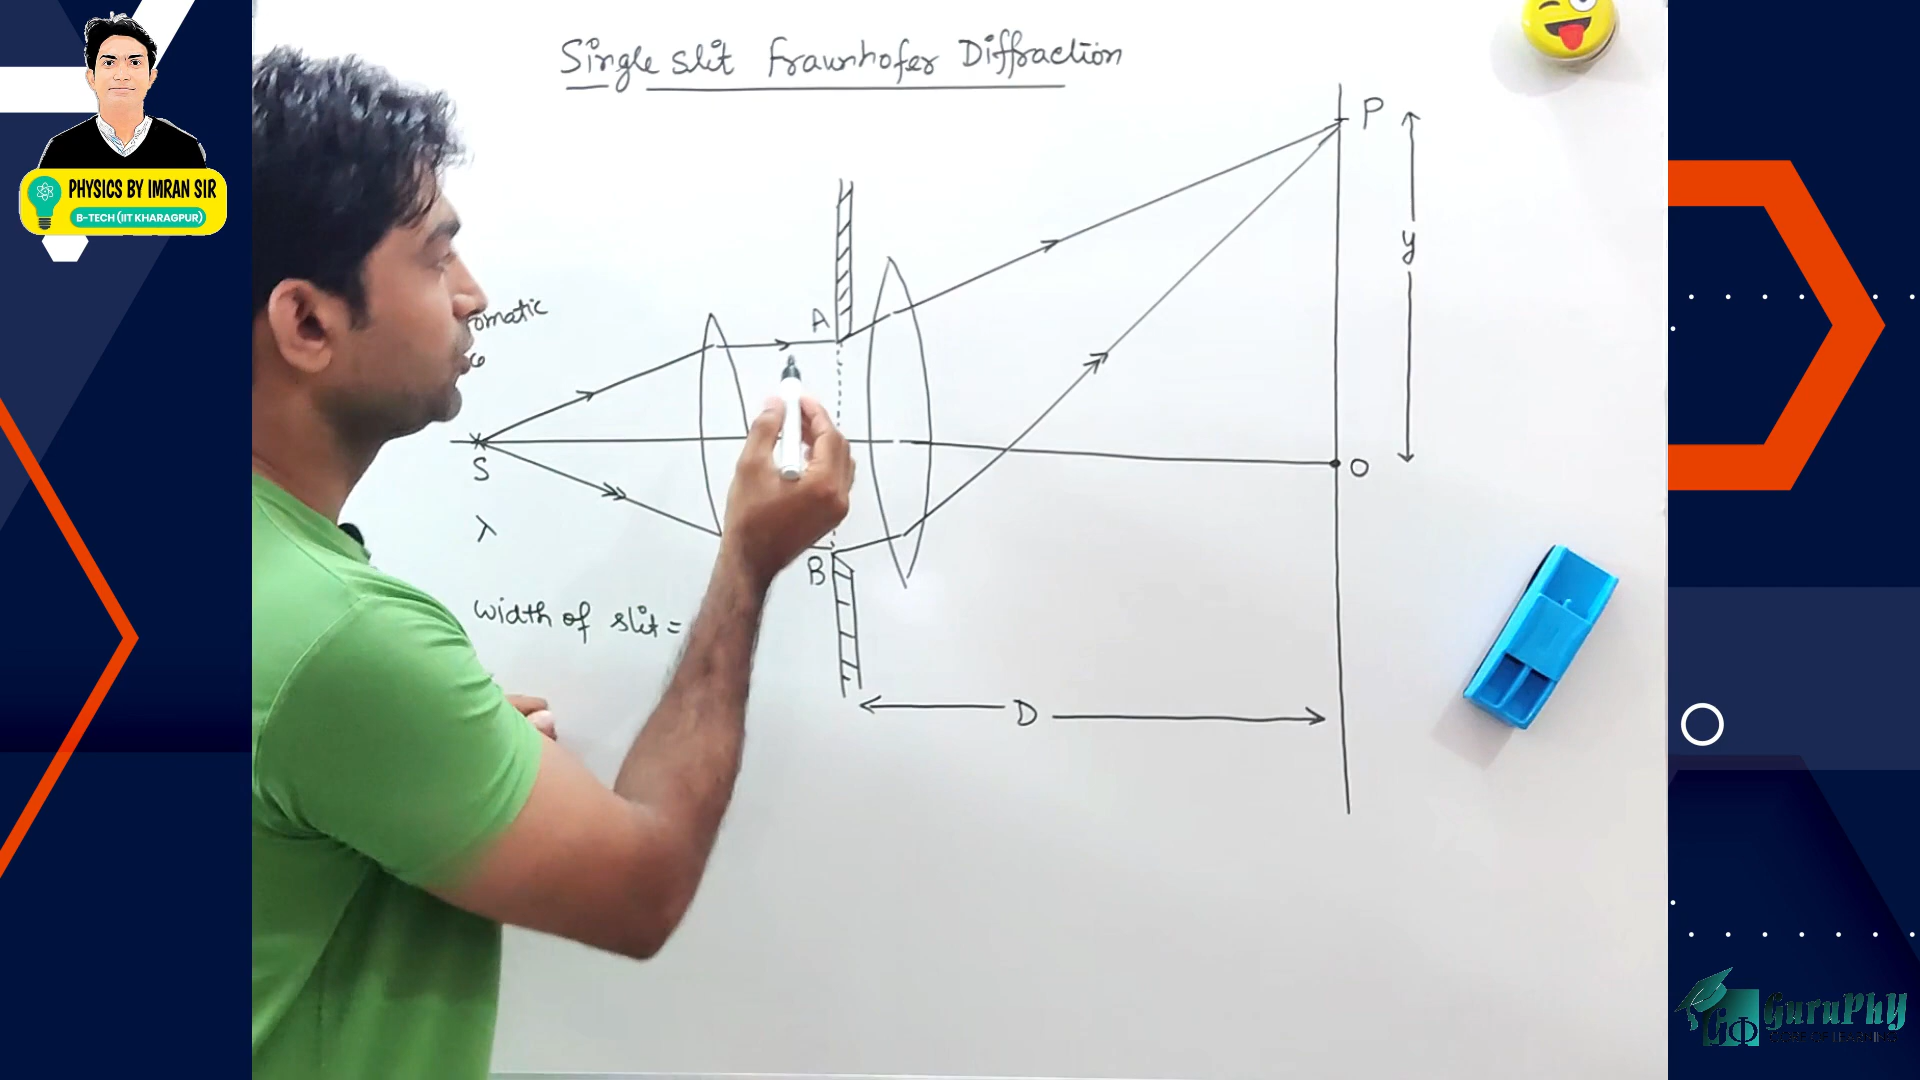 PHYSICS BY IMRAN SIR
B-TECH (IIT KHARAGPUR)
Single slit Fraunhofer Diffraction
P
y
A
omatic
S
O
λ
B
width of slit =
D
GuruPhy